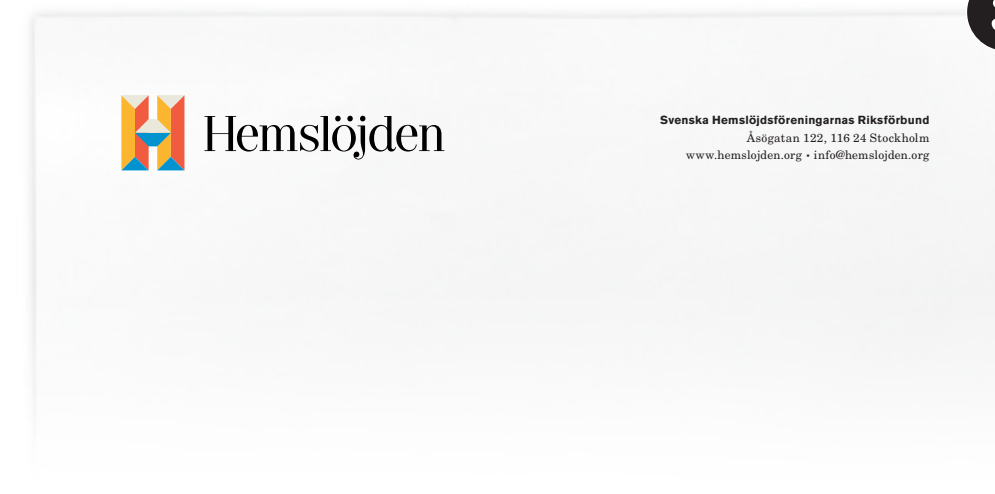 Hemslöjden
Svenska Hemslöjdsföreningarnas Riksförbund
Åsögatan 122, 116 24 Stockholm
www.hemslojden.org • info@hemslojden.org